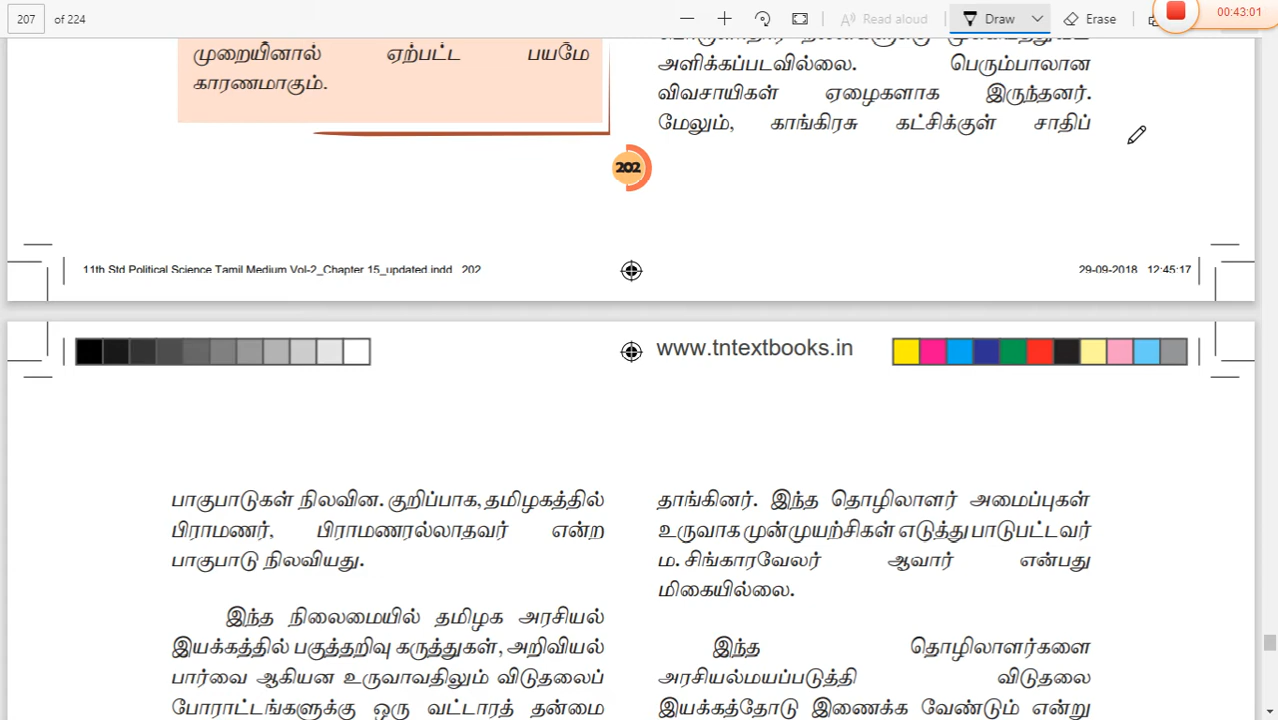 207 of 224
Read aloud
Draw
Erase
00:43:01
முறையினால் ஏற்பட்ட பயமே
காரணமாகும்.
அளிக்கப்படவில்லை. பெரும்பாலான
விவசாயிகள் ஏழைகளாக இருந்தனர்.
மேலும், காங்கிரசு கட்சிக்குள் சாதிப்
202
11th Std Political Science Tamil Medium Vol-2_Chapter 15_updated.indd 202
29-09-2018 12:45:17
www.tntextbooks.in
பாகுபாடுகள் நிலவின. குறிப்பாக, தமிழகத்தில்
பிராமணர், பிராமணரல்லாதவர் என்ற
பாகுபாடு நிலவியது.
இந்த நிலைமையில் தமிழக அரசியல்
இயக்கத்தில் பகுத்தறிவு கருத்துகள், அறிவியல்
பார்வை ஆகியன உருவாவதிலும் விடுதலைப்
போராட்டங்களுக்கு ஒரு வட்டாரத் தன்மை
தாங்கினர். இந்த தொழிலாளர் அமைப்புகள்
உருவாக முன்முயற்சிகள் எடுத்து பாடுபட்டவர்
ம. சிங்காரவேலர் ஆவார் என்பது
மிகையில்லை.
இந்த தொழிலாளர்களை
அரசியல்மயப்படுத்தி விடுதலை
இயக்கத்தோடு இணைக்க வேண்டும் என்று